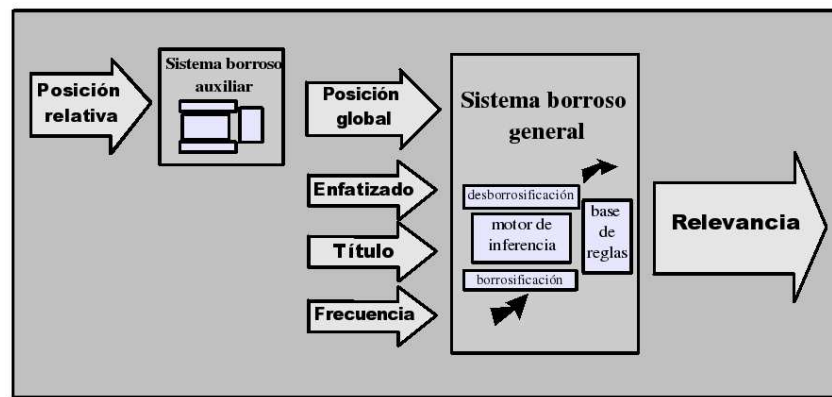 Posición
relativa
Sistema borroso
auxiliar
Posición
global
Enfatizado
Título
Frecuencia
Sistema borroso
general
desborrosificación
motor de
inferencia
base
de
reglas
borrosificación
Relevancia